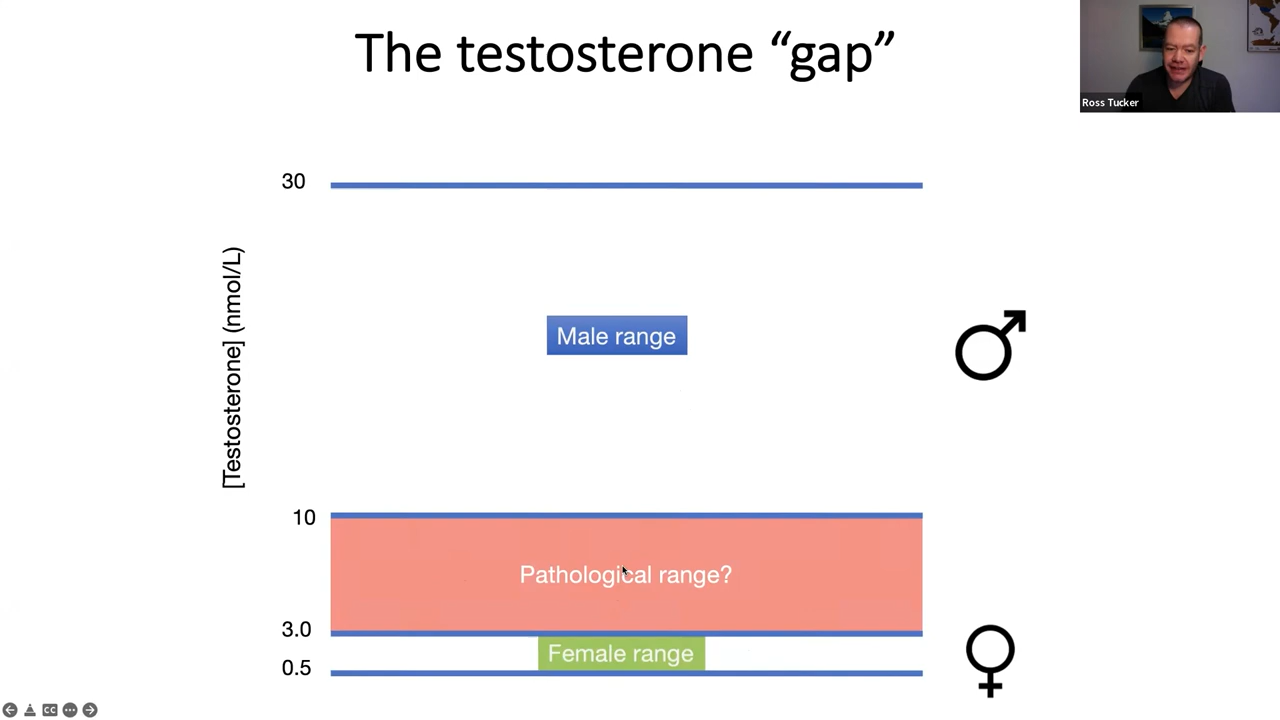 The testosterone “gap”
Ross Tucker
30
[Testosterone] (nmol/L)
Male range
10
Pathological range?
3.0
Female range
0.5
CC